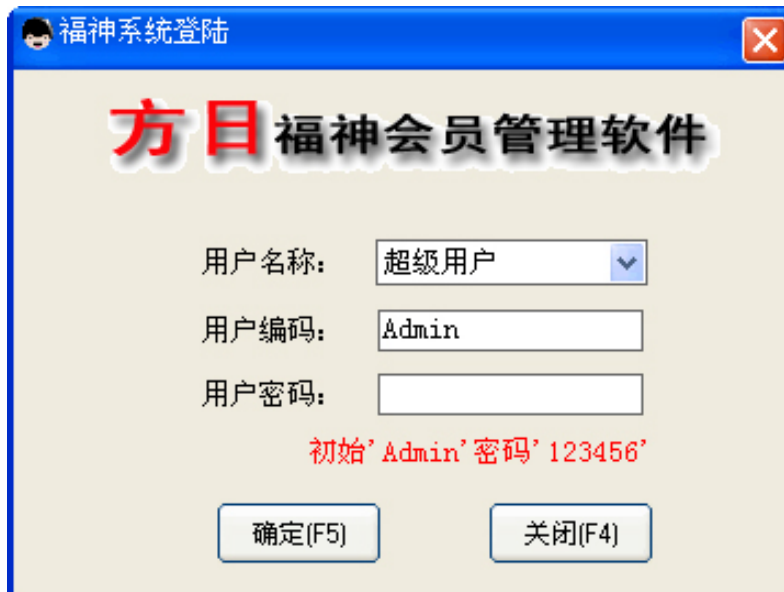 福神系统登陆
方日福神会员管理软件
用户名称： 超级用户
用户编码： Admin
用户密码：
初始'Admin'密码'123456'
确定(F5) 关闭(F4)